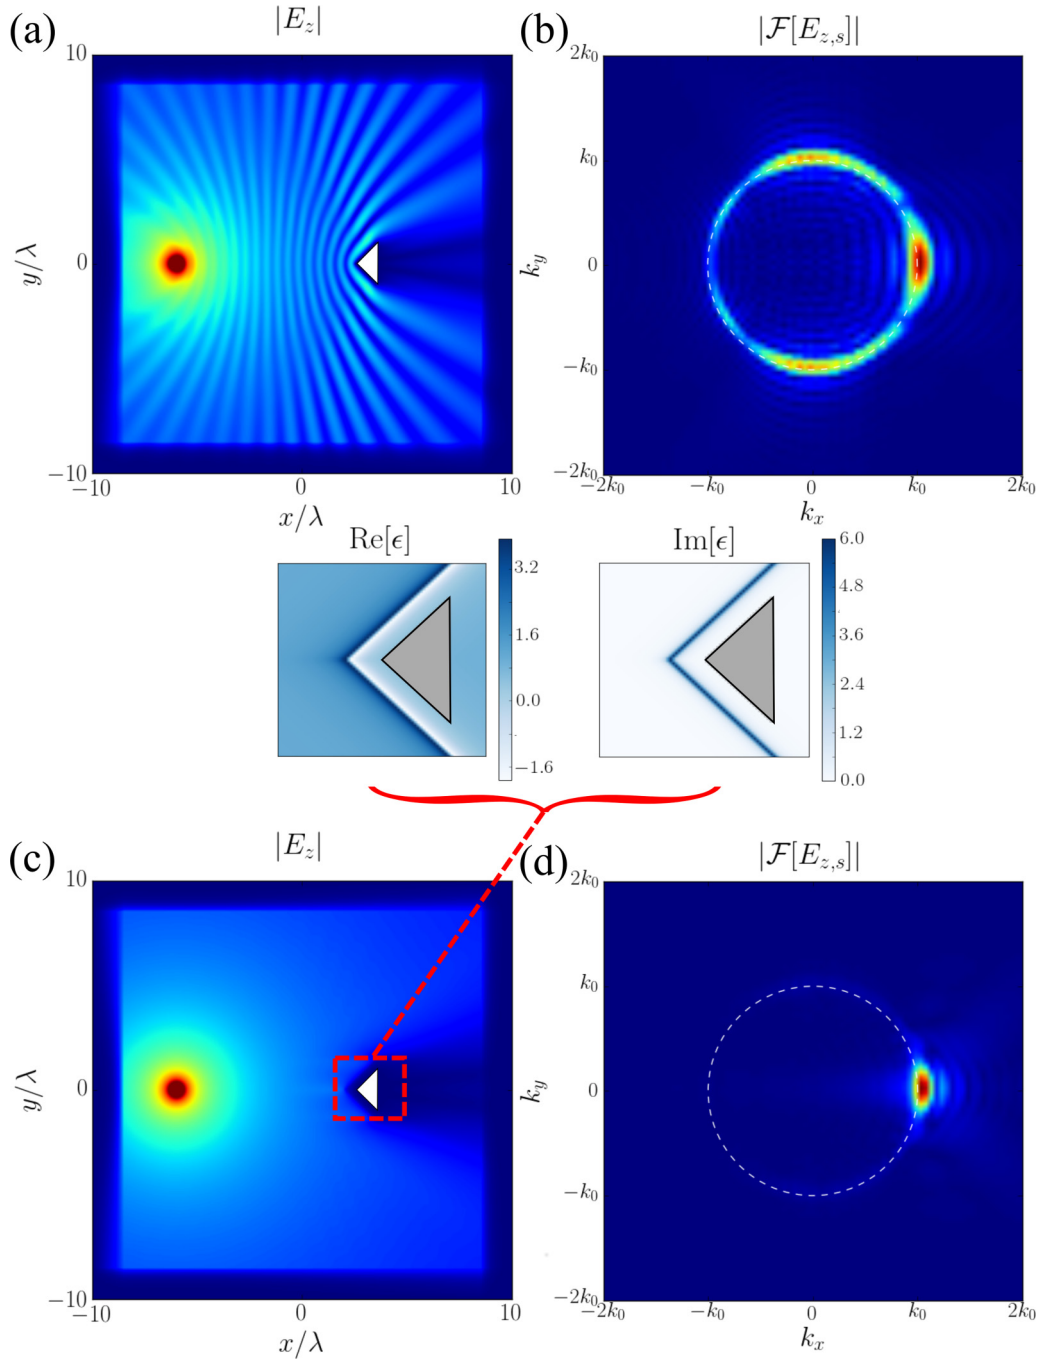 (a)
|E_z|
10
0
−10
y/λ
−10
0
10
x/λ
(b)
|ℱ[E_{z,s}]|
2k_0
k_0
0
−k_0
−2k_0
k_y
−2k_0
−k_0
0
k_0
2k_0
k_x
Re[ϵ]
3.2
1.6
0.0
−1.6
Im[ϵ]
6.0
4.8
3.6
2.4
1.2
0.0
(c)
|E_z|
10
0
−10
y/λ
−10
0
10
x/λ
(d)
|ℱ[E_{z,s}]|
2k_0
k_0
0
−k_0
−2k_0
k_y
−2k_0
−k_0
0
k_0
2k_0
k_x